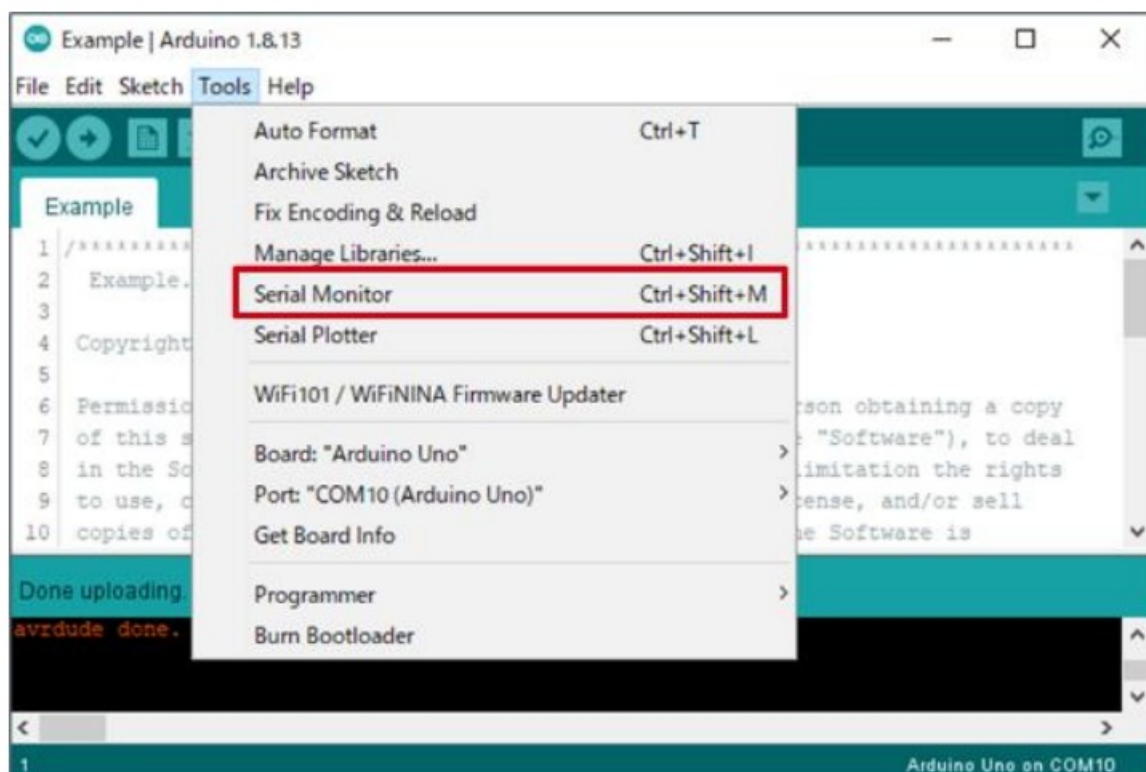 Example | Arduino 1.8.13
File Edit Sketch Tools Help
Auto Format Ctrl+T
Archive Sketch
Fix Encoding & Reload
Manage Libraries... Ctrl+Shift+I
Serial Monitor Ctrl+Shift+M
Serial Plotter Ctrl+Shift+L
WiFi101 / WiFiNINA Firmware Updater
Board: "Arduino Uno"
Port: "COM10 (Arduino Uno)"
Get Board Info
Programmer
Burn Bootloader
Example
1 /*********** ***********************
2 Example.
3
4 Copyright
5
6 Permissio rson obtaining a copy
7 of this s e "Software"), to deal
8 in the So imitation the rights
9 to use, c cense, and/or sell
10 copies of he Software is
Done uploading.
avrdude done.
1 Arduino Uno on COM10